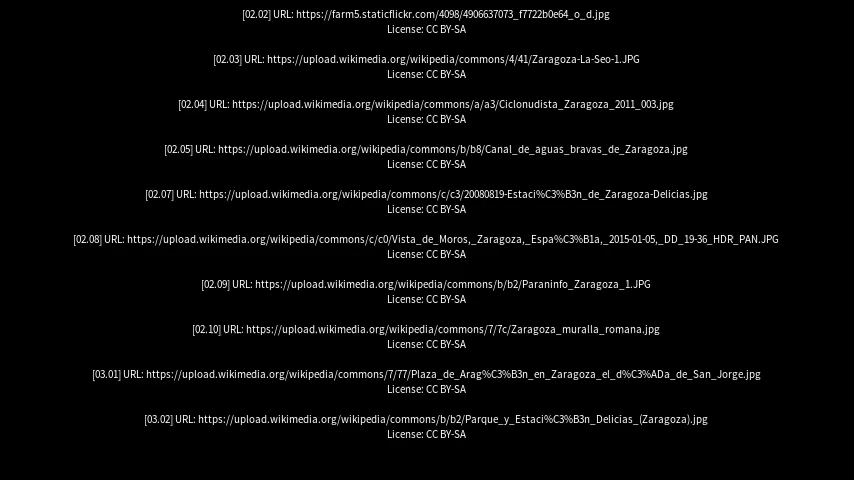 [02.02] URL: https://farm5.staticflickr.com/4098/4906637073_f7722b0e64_o_d.jpg
License: CC BY-SA
[02.03] URL: https://upload.wikimedia.org/wikipedia/commons/4/41/Zaragoza-La-Seo-1.JPG
License: CC BY-SA
[02.04] URL: https://upload.wikimedia.org/wikipedia/commons/a/a3/Ciclonudista_Zaragoza_2011_003.jpg
License: CC BY-SA
[02.05] URL: https://upload.wikimedia.org/wikipedia/commons/b/b8/Canal_de_aguas_bravas_de_Zaragoza.jpg
License: CC BY-SA
[02.07] URL: https://upload.wikimedia.org/wikipedia/commons/c/c3/20080819-Estaci%C3%B3n_de_Zaragoza-Delicias.jpg
License: CC BY-SA
[02.08] URL: https://upload.wikimedia.org/wikipedia/commons/c/c0/Vista_de_Moros,_Zaragoza,_Espa%C3%B1a,_2015-01-05,_DD_19-36_HDR_PAN.JPG
License: CC BY-SA
[02.09] URL: https://upload.wikimedia.org/wikipedia/commons/b/b2/Paraninfo_Zaragoza_1.JPG
License: CC BY-SA
[02.10] URL: https://upload.wikimedia.org/wikipedia/commons/7/7c/Zaragoza_muralla_romana.jpg
License: CC BY-SA
[03.01] URL: https://upload.wikimedia.org/wikipedia/commons/7/77/Plaza_de_Arag%C3%B3n_en_Zaragoza_el_d%C3%ADa_de_San_Jorge.jpg
License: CC BY-SA
[03.02] URL: https://upload.wikimedia.org/wikipedia/commons/b/b2/Parque_y_Estaci%C3%B3n_Delicias_(Zaragoza).jpg
License: CC BY-SA